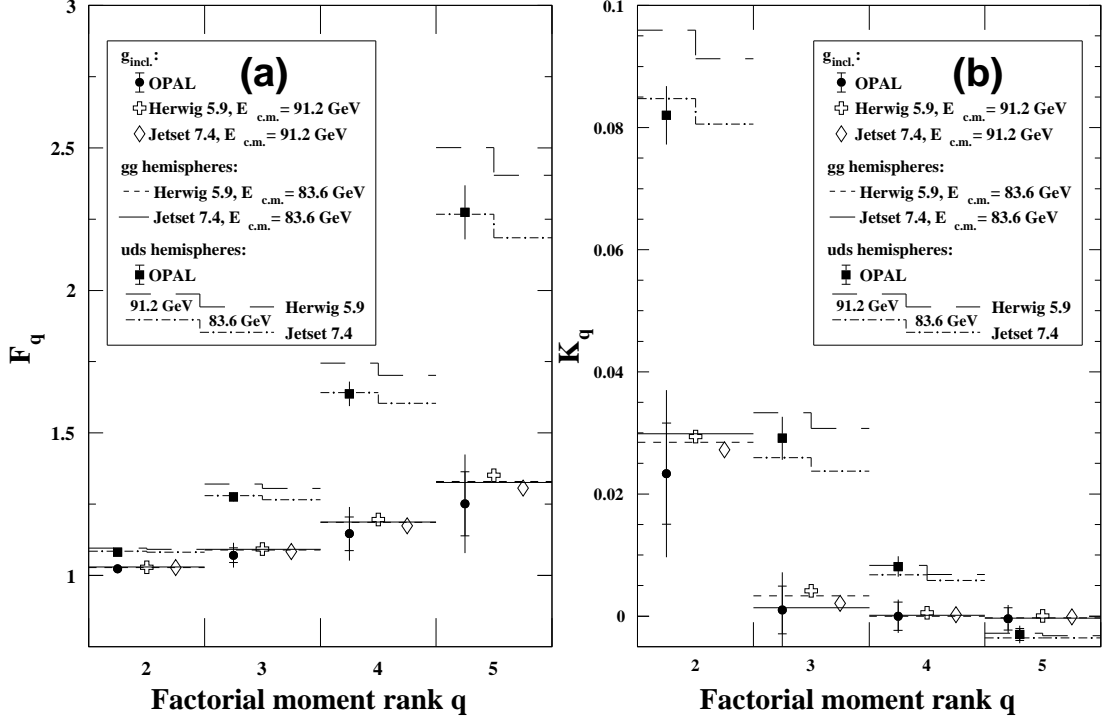 3
2.5
2
1.5
1
F q
(a)
g incl.:
OPAL
Herwig 5.9, E c.m. = 91.2 GeV
Jetset 7.4, E c.m. = 91.2 GeV
gg hemispheres:
Herwig 5.9, E c.m. = 83.6 GeV
Jetset 7.4, E c.m. = 83.6 GeV
uds hemispheres:
OPAL
91.2 GeV Herwig 5.9
83.6 GeV Jetset 7.4
2 3 4 5
Factorial moment rank q
0.1
0.08
0.06
0.04
0.02
0
K q
(b)
g incl.:
OPAL
Herwig 5.9, E c.m. = 91.2 GeV
Jetset 7.4, E c.m. = 91.2 GeV
gg hemispheres:
Herwig 5.9, E c.m. = 83.6 GeV
Jetset 7.4, E c.m. = 83.6 GeV
uds hemispheres:
OPAL
91.2 GeV Herwig 5.9
83.6 GeV Jetset 7.4
2 3 4 5
Factorial moment rank q